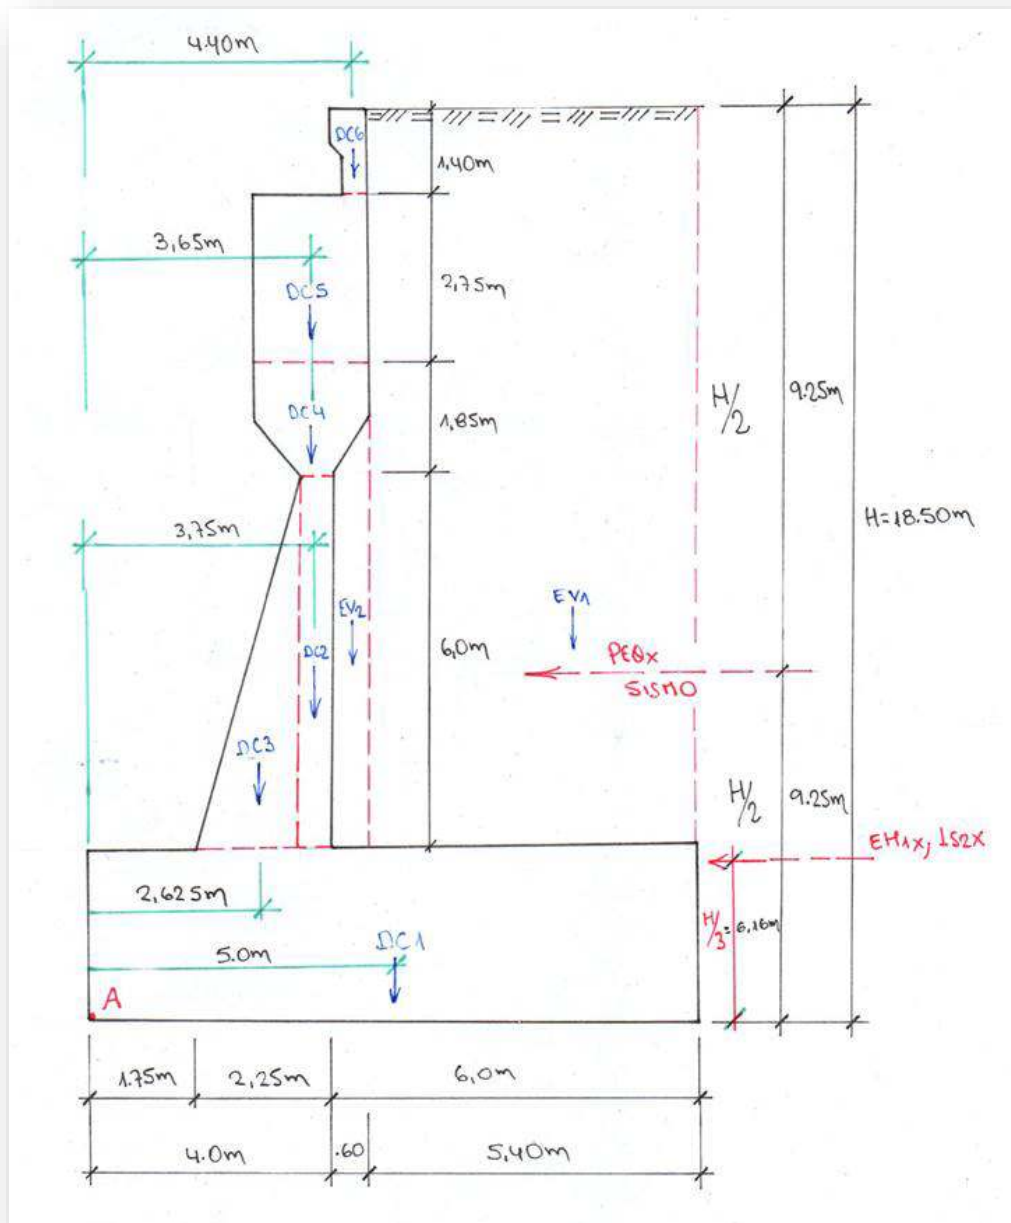 4.40m
DC6
1,40m
3,65m
DC5
2,75m
H/2
9.25m
DC4
1,85m
H=18.50m
3,75m
EV2
EV1
DC2
6,0m
PEQx
SISMO
DC3
H/2
9.25m
EH1x, LS2X
2,625m
H/3=6,16m
5.0m
DC1
A
1.75m
2,25m
6,0m
4.0m
.60
5,40m